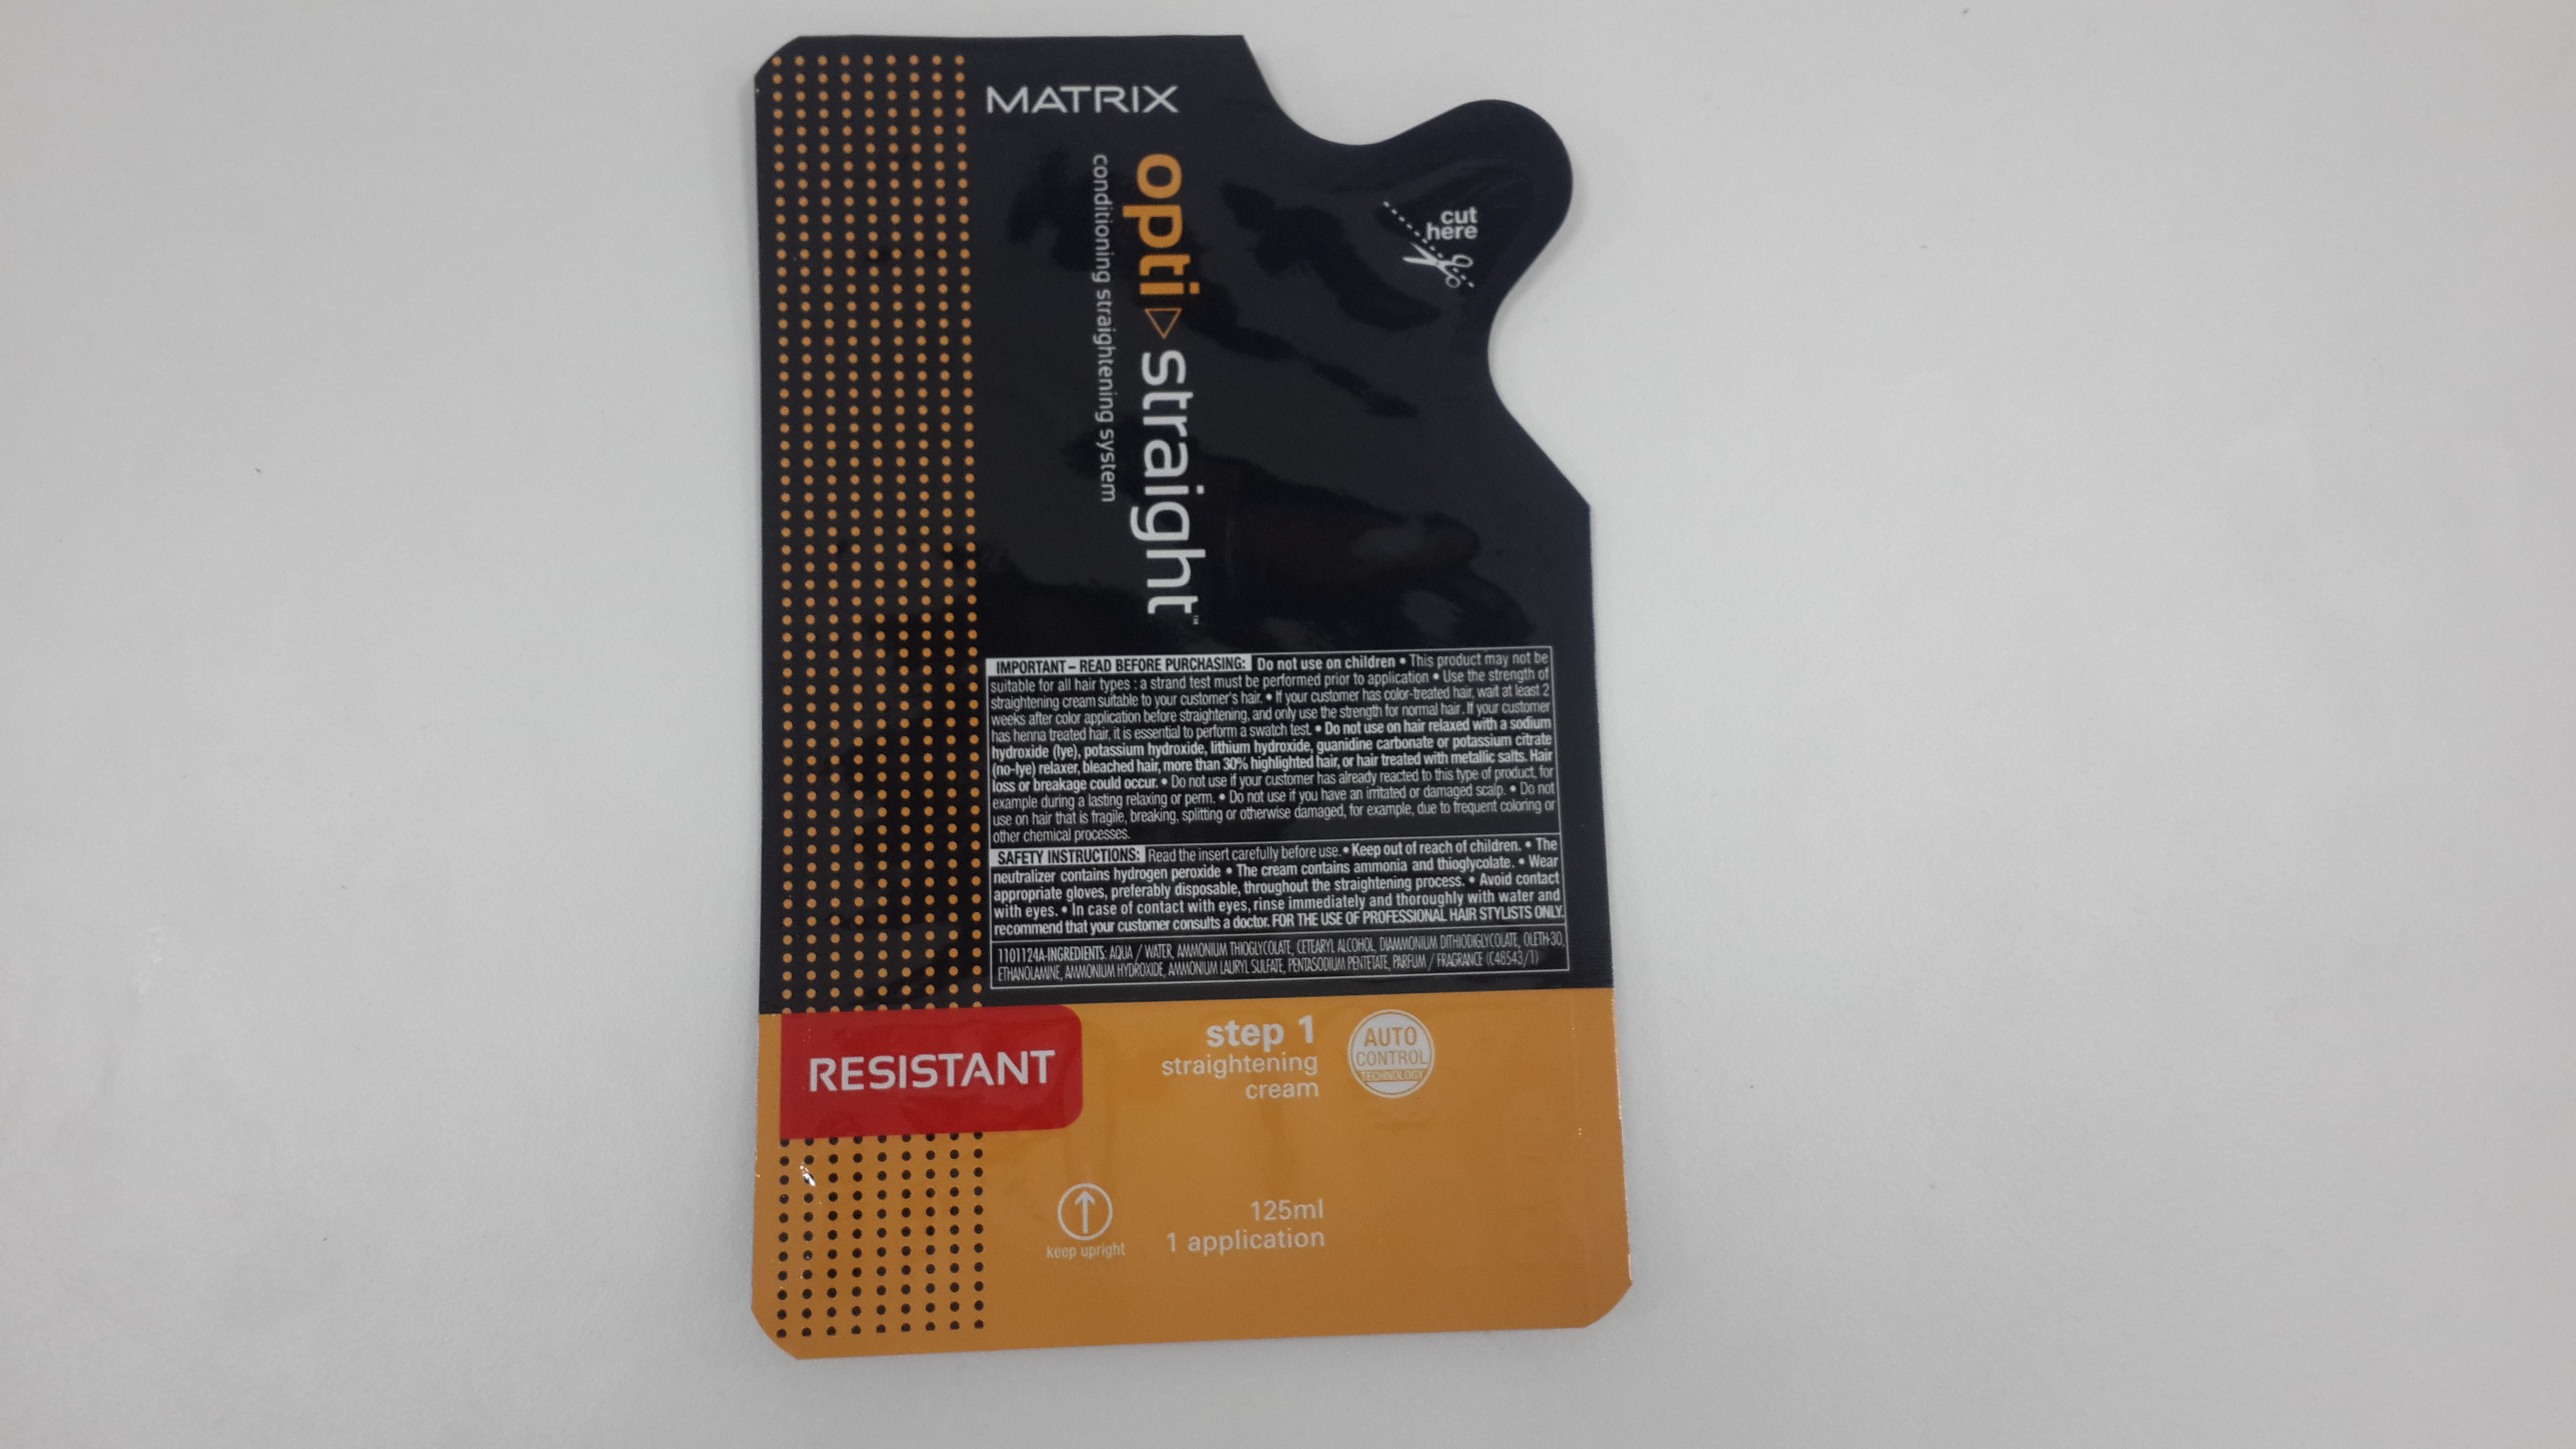 MATRIX
opti straight™
conditioning straightening system
cut
here
IMPORTANT – READ BEFORE PURCHASING: Do not use on children • This product may not be
suitable for all hair types : a strand test must be performed prior to application • Use the strength of
straightening cream suitable to your customer's hair. • If your customer has color-treated hair, wait at least 2
weeks after color application before straightening, and only use the strength for normal hair. If your customer
has henna treated hair, it is essential to perform a swatch test. • Do not use on hair relaxed with a sodium
hydroxide (lye), potassium hydroxide, lithium hydroxide, guanidine carbonate or potassium citrate
(no-lye) relaxer, bleached hair, more than 30% highlighted hair, or hair treated with metallic salts. Hair
loss or breakage could occur. • Do not use if your customer has already reacted to this type of product, for
example during a lasting relaxing or perm. • Do not use if you have an irritated or damaged scalp. • Do not
use on hair that is fragile, breaking, splitting or otherwise damaged, for example, due to frequent coloring or
other chemical processes.
SAFETY INSTRUCTIONS: Read the insert carefully before use. • Keep out of reach of children. • The
neutralizer contains hydrogen peroxide • The cream contains ammonia and thioglycolate. • Wear
appropriate gloves, preferably disposable, throughout the straightening process. • Avoid contact
with eyes. • In case of contact with eyes, rinse immediately and thoroughly with water and
recommend that your customer consults a doctor. FOR THE USE OF PROFESSIONAL HAIR STYLISTS ONLY.
1101124A-INGREDIENTS: AQUA / WATER, AMMONIUM THIOGLYCOLATE, CETEARYL ALCOHOL, DIAMMONIUM DITHIODIGLYCOLATE, OLETH-30,
ETHANOLAMINE, AMMONIUM HYDROXIDE, AMMONIUM LAURYL SULFATE, PENTASODIUM PENTETATE, PARFUM / FRAGRANCE (C48543/1)
RESISTANT
step 1
straightening
cream
AUTO
CONTROL
TECHNOLOGY
keep upright
125ml
1 application